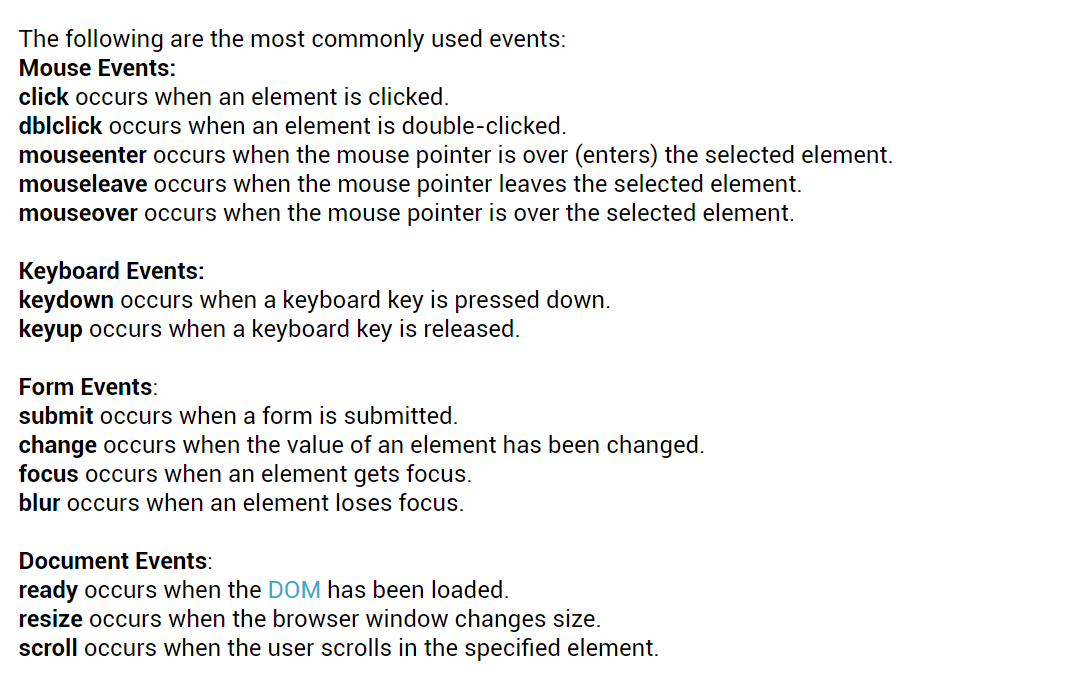 The following are the most commonly used events:
Mouse Events:
click occurs when an element is clicked.
dblclick occurs when an element is double-clicked.
mouseenter occurs when the mouse pointer is over (enters) the selected element.
mouseleave occurs when the mouse pointer leaves the selected element.
mouseover occurs when the mouse pointer is over the selected element.
Keyboard Events:
keydown occurs when a keyboard key is pressed down.
keyup occurs when a keyboard key is released.
Form Events:
submit occurs when a form is submitted.
change occurs when the value of an element has been changed.
focus occurs when an element gets focus.
blur occurs when an element loses focus.
Document Events:
ready occurs when the DOM has been loaded.
resize occurs when the browser window changes size.
scroll occurs when the user scrolls in the specified element.